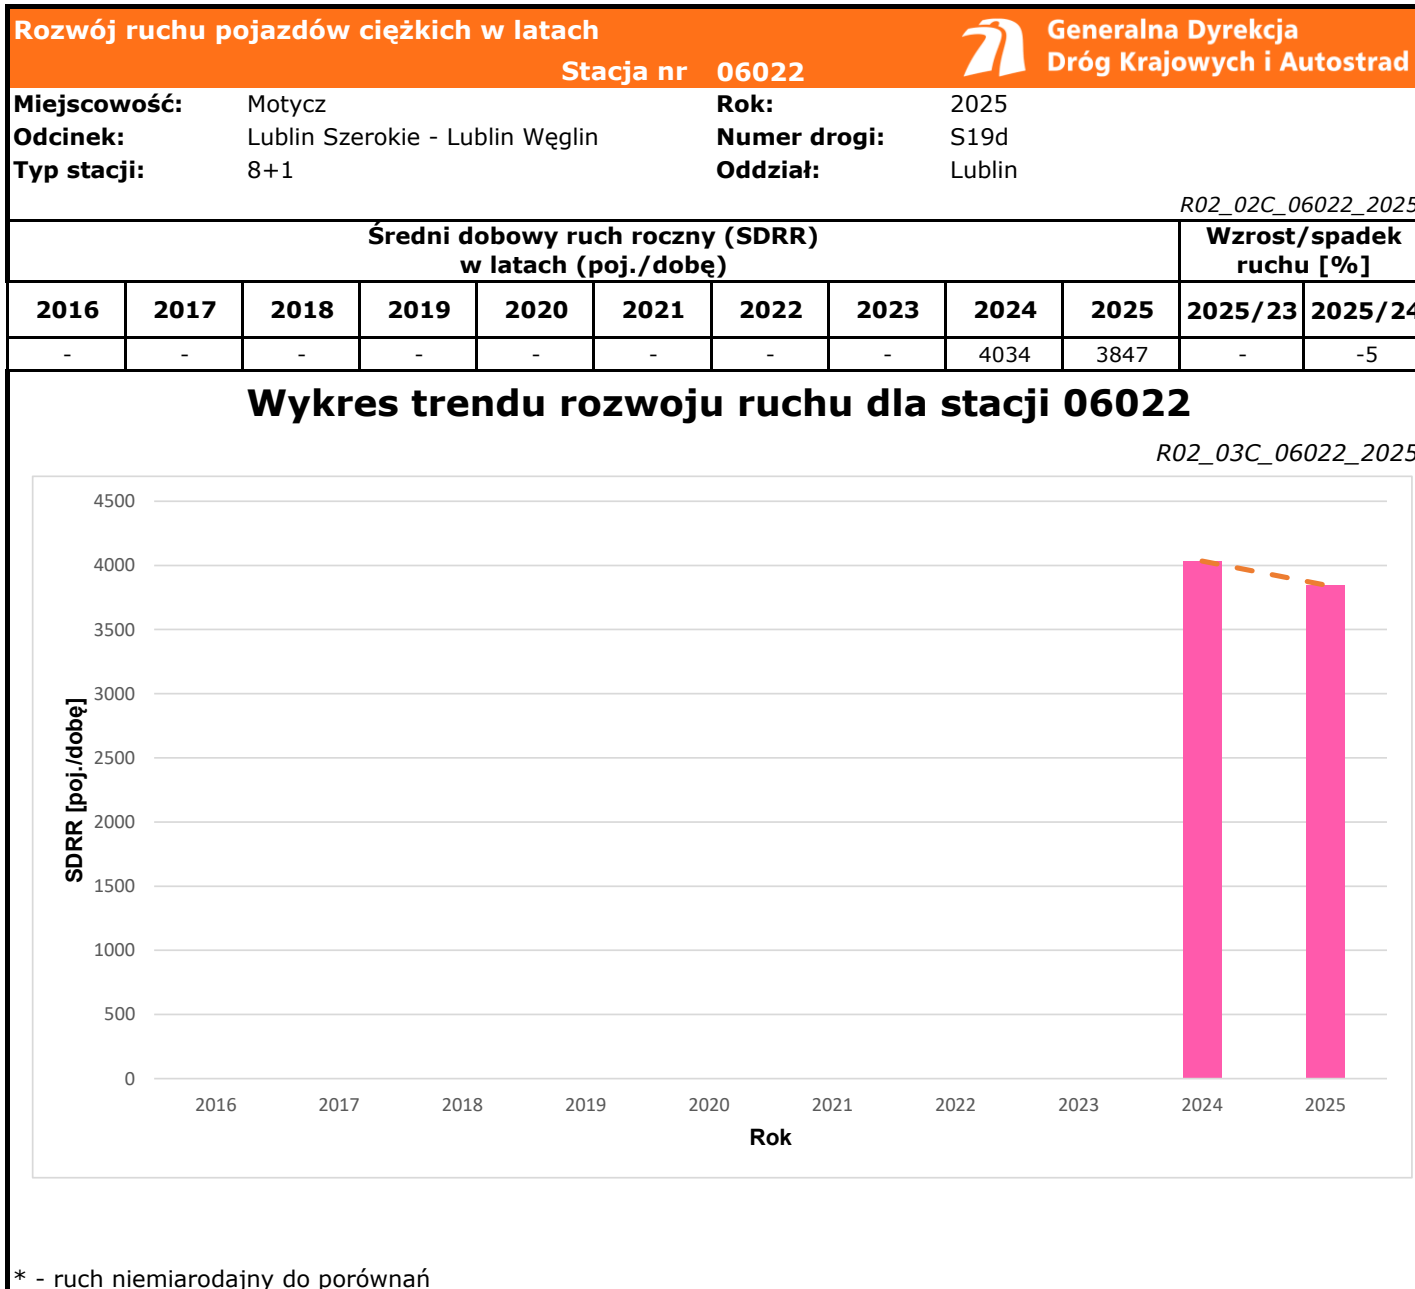 Rozwój ruchu pojazdów ciężkich w latach
Stacja nr 06022
Generalna Dyrekcja
Dróg Krajowych i Autostrad
Miejscowość: Motycz Rok: 2025
Odcinek: Lublin Szerokie - Lublin Węglin Numer drogi: S19d
Typ stacji: 8+1 Oddział: Lublin
R02_02C_06022_2025
Średni dobowy ruch roczny (SDRR)
w latach (poj./dobę)
Wzrost/spadek
ruchu [%]
2016 2017 2018 2019 2020 2021 2022 2023 2024 2025 2025/23 2025/24
- - - - - - - - 4034 3847 - -5
Wykres trendu rozwoju ruchu dla stacji 06022
R02_03C_06022_2025
4500
4000
3500
3000
2500
2000
1500
1000
500
0
SDRR [poj./dobę]
2016 2017 2018 2019 2020 2021 2022 2023 2024 2025
Rok
* - ruch niemiarodajny do porównań